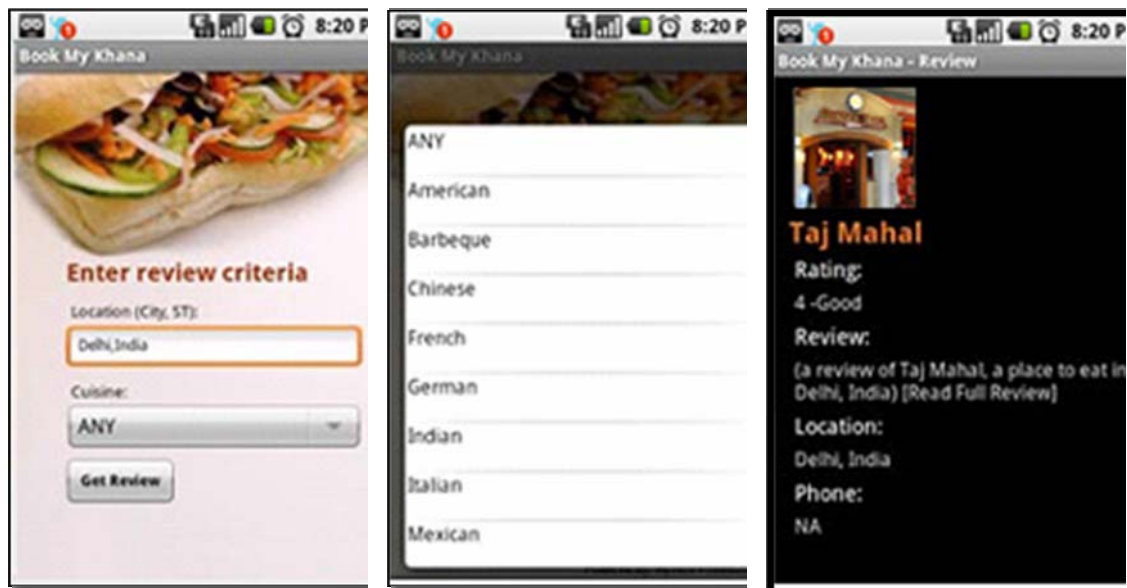 8:20 P
Book My Khana
Enter review criteria
Location (City, ST):
Delhi,India
Cuisine:
ANY
Get Review
8:20 P
Book My Khana
ANY
American
Barbeque
Chinese
French
German
Indian
Italian
Mexican
8:20 P
Book My Khana - Review
Taj Mahal
Rating:
4 -Good
Review:
(a review of Taj Mahal, a place to eat in
Delhi, India) [Read Full Review]
Location:
Delhi, India
Phone:
NA